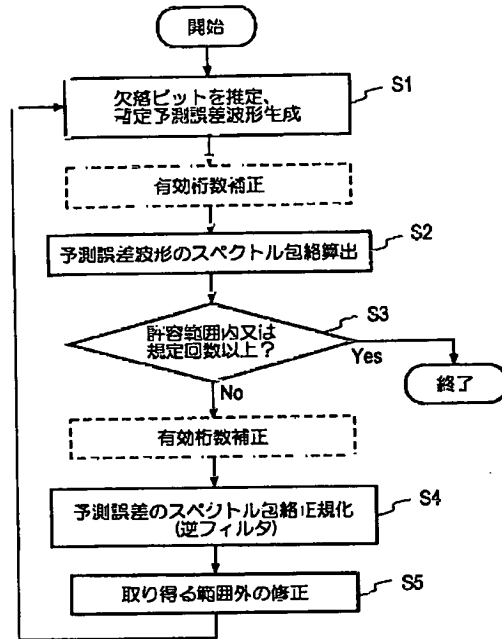 開始
S1
欠落ビットを推定、
暫定予測誤差波形生成
有効桁数補正
S2
予測誤差波形のスペクトル包絡算出
S3
許容範囲内又は
規定回数以上?
Yes
終了
No
有効桁数補正
S4
予測誤差のスペクトル包絡正規化
(逆フィルタ)
S5
取り得る範囲外の修正